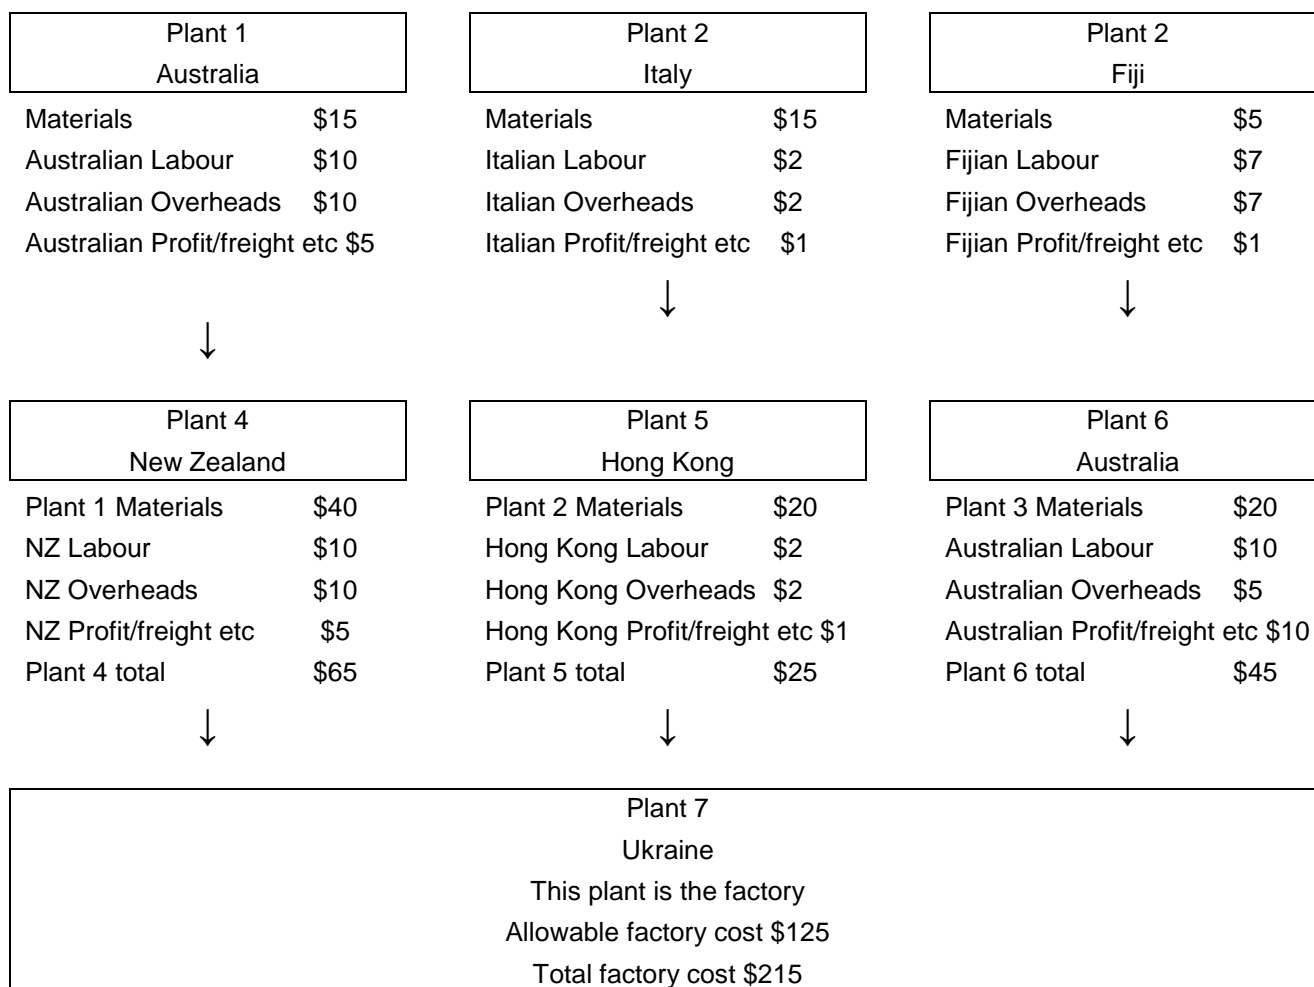 Plant 1
Australia
Materials $15
Australian Labour $10
Australian Overheads $10
Australian Profit/freight etc $5
↓
Plant 2
Italy
Materials $15
Italian Labour $2
Italian Overheads $2
Italian Profit/freight etc $1
↓
Plant 2
Fiji
Materials $5
Fijian Labour $7
Fijian Overheads $7
Fijian Profit/freight etc $1
↓
Plant 4
New Zealand
Plant 1 Materials $40
NZ Labour $10
NZ Overheads $10
NZ Profit/freight etc $5
Plant 4 total $65
↓
Plant 5
Hong Kong
Plant 2 Materials $20
Hong Kong Labour $2
Hong Kong Overheads $2
Hong Kong Profit/freight etc $1
Plant 5 total $25
↓
Plant 6
Australia
Plant 3 Materials $20
Australian Labour $10
Australian Overheads $5
Australian Profit/freight etc $10
Plant 6 total $45
↓
Plant 7
Ukraine
This plant is the factory
Allowable factory cost $125
Total factory cost $215